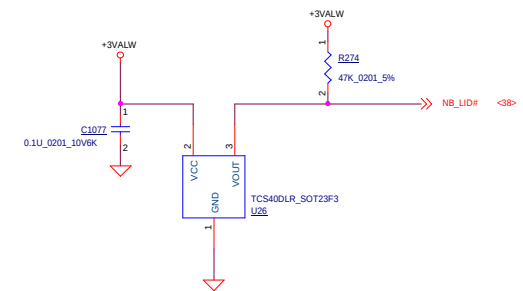 +3VALW
+3VALW
1
R274
47K_0201_5%
2
NB_LID# <38>
1
C1077
0.1U_0201_10V6K
2
2
3
VCC
VOUT
GND
TCS40DLR_SOT23F3
U26
1